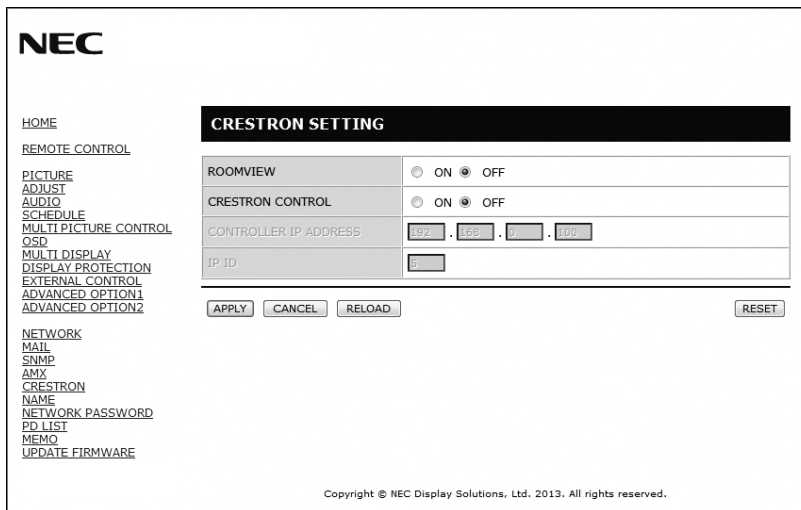 NEC
HOME
REMOTE CONTROL
PICTURE
ADJUST
AUDIO
SCHEDULE
MULTI PICTURE CONTROL
OSD
MULTI DISPLAY
DISPLAY PROTECTION
EXTERNAL CONTROL
ADVANCED OPTION1
ADVANCED OPTION2
NETWORK
MAIL
SNMP
AMX
CRESTRON
NAME
NETWORK PASSWORD
PD LIST
MEMO
UPDATE FIRMWARE
CRESTRON SETTING
ROOMVIEW ON OFF
CRESTRON CONTROL ON OFF
CONTROLLER IP ADDRESS 192 . 168 . 0 . 100
IP ID 5
APPLY CANCEL RELOAD RESET
Copyright © NEC Display Solutions, Ltd. 2013. All rights reserved.